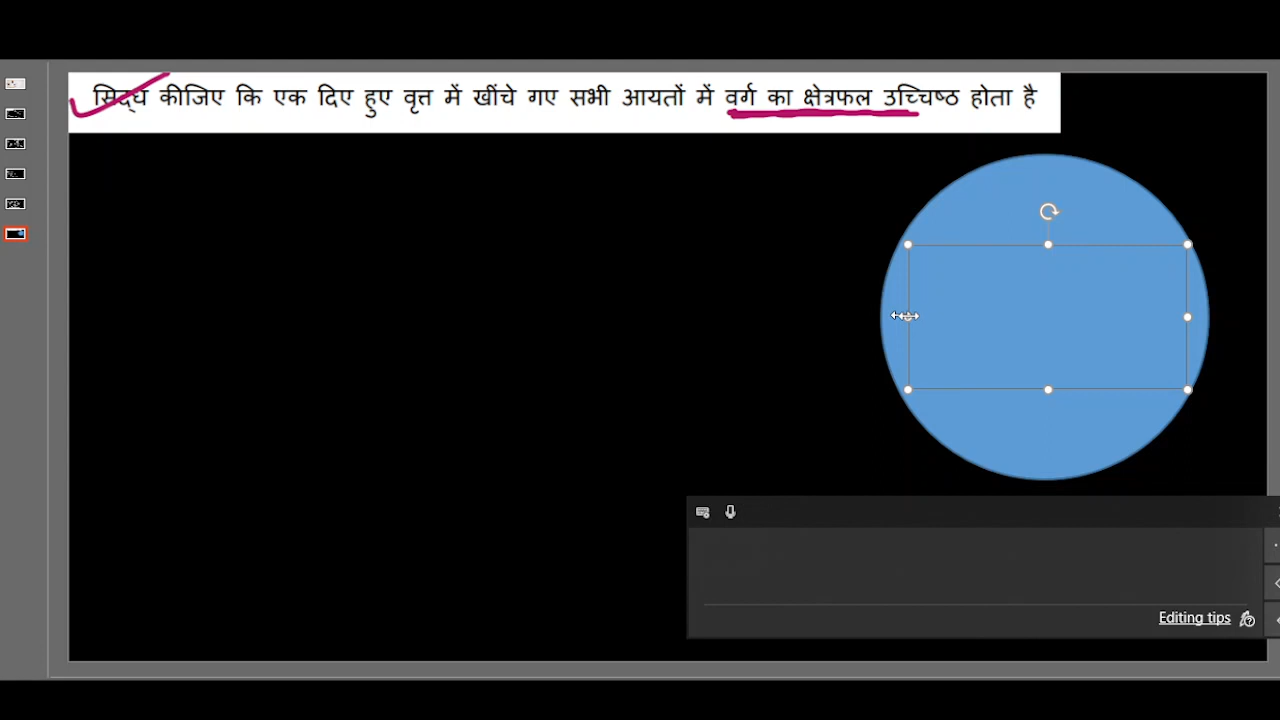 सिद्ध कीजिए कि एक दिए हुए वृत्त में खींचे गए सभी आयतों में वर्ग का क्षेत्रफल उच्चिष्ठ होता है
Editing tips